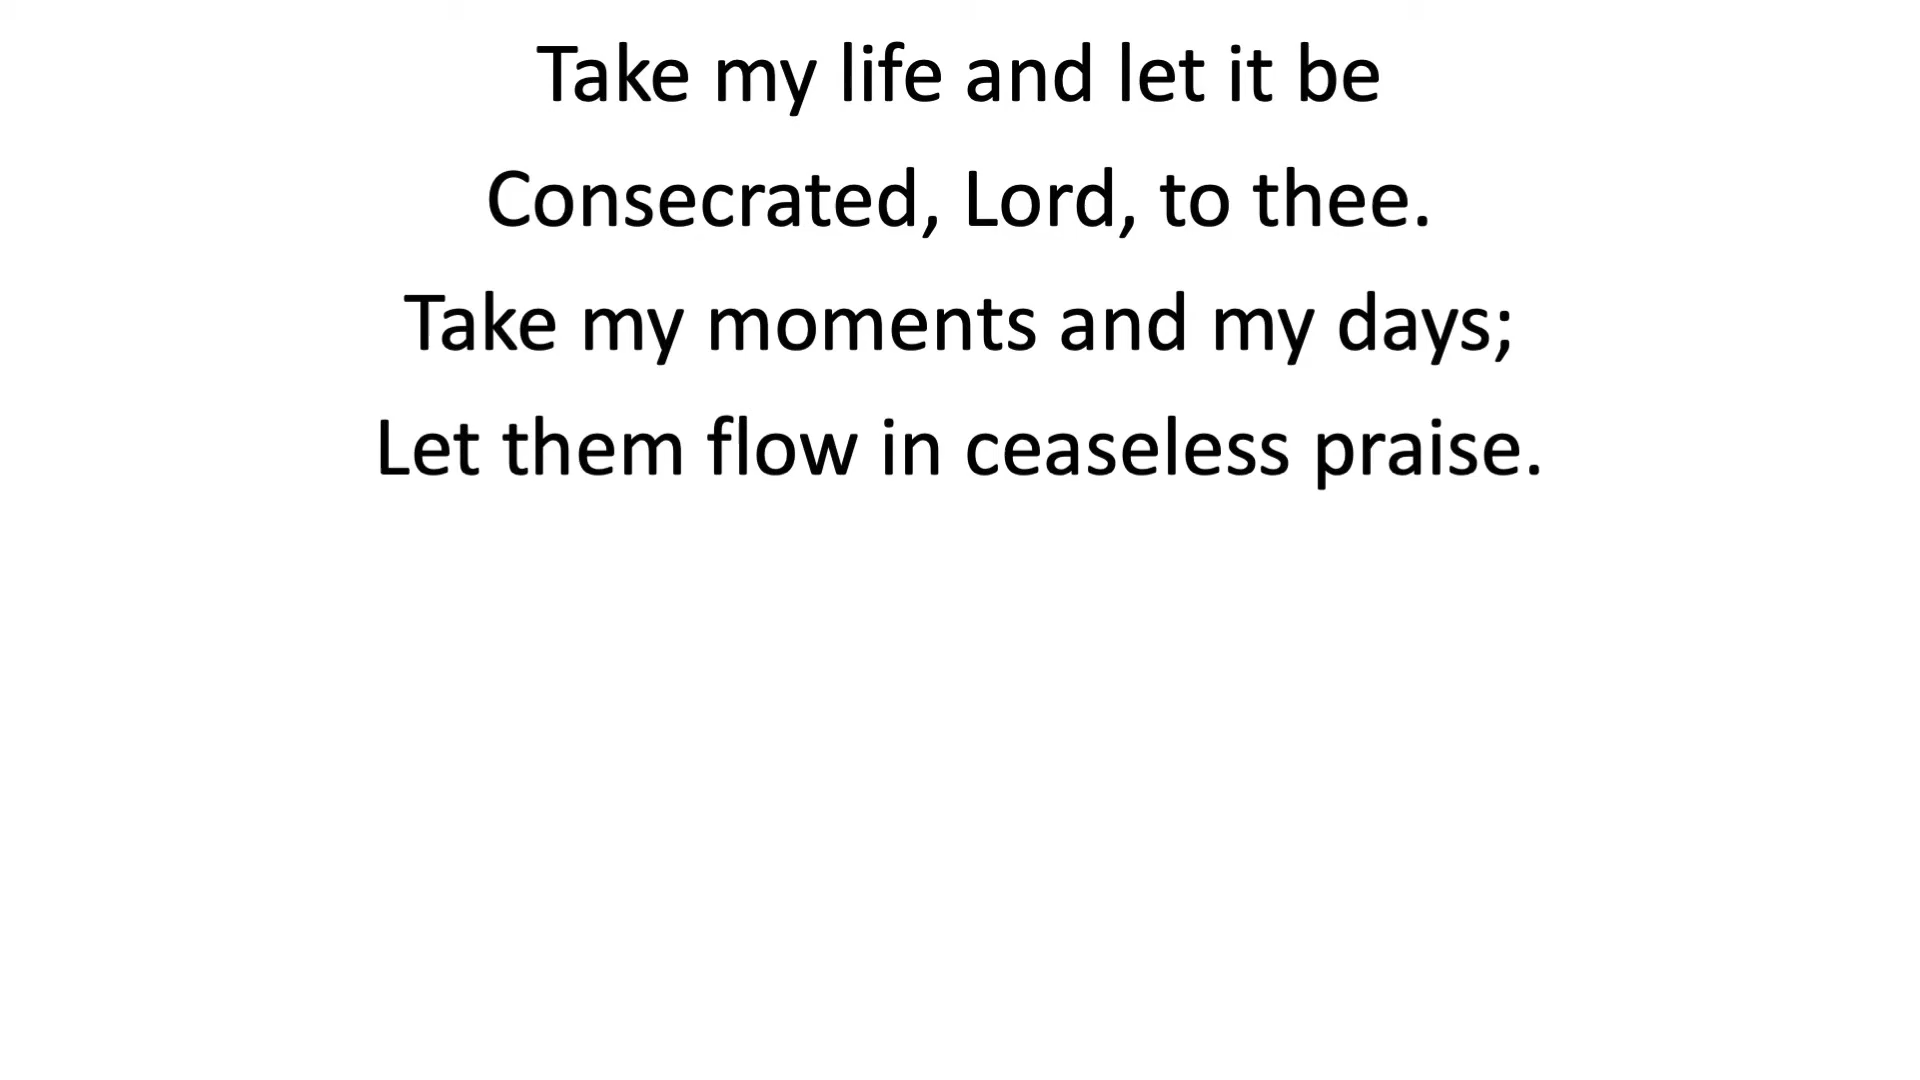 Take my life and let it be
Consecrated, Lord, to thee.
Take my moments and my days;
Let them flow in ceaseless praise.